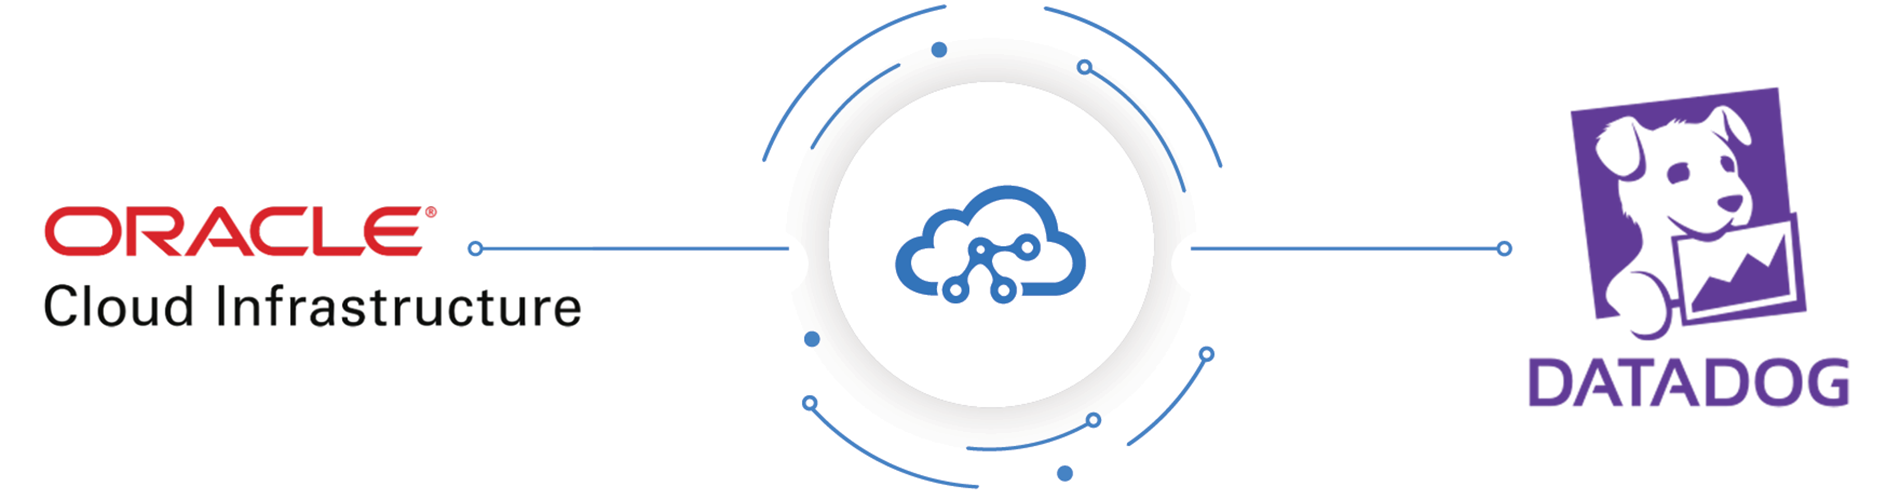 ORACLE®
Cloud Infrastructure
DATADOG